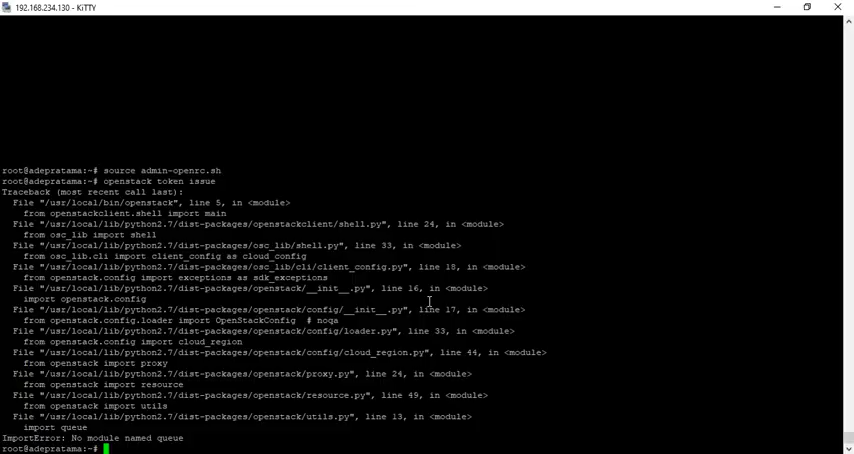 192.168.234.130 - KiTTY
root@adepratama:~# source admin-openrc.sh
root@adepratama:~# openstack token issue
Traceback (most recent call last):
  File "/usr/local/bin/openstack", line 5, in <module>
    from openstackclient.shell import main
  File "/usr/local/lib/python2.7/dist-packages/openstackclient/shell.py", line 24, in <module>
    from osc_lib import shell
  File "/usr/local/lib/python2.7/dist-packages/osc_lib/shell.py", line 33, in <module>
    from osc_lib.cli import client_config as cloud_config
  File "/usr/local/lib/python2.7/dist-packages/osc_lib/cli/client_config.py", line 18, in <module>
    from openstack.config import exceptions as sdk_exceptions
  File "/usr/local/lib/python2.7/dist-packages/openstack/__init__.py", line 16, in <module>
    import openstack.config
  File "/usr/local/lib/python2.7/dist-packages/openstack/config/__init__.py", line 17, in <module>
    from openstack.config.loader import OpenStackConfig  # noqa
  File "/usr/local/lib/python2.7/dist-packages/openstack/config/loader.py", line 33, in <module>
    from openstack.config import cloud_region
  File "/usr/local/lib/python2.7/dist-packages/openstack/config/cloud_region.py", line 44, in <module>
    from openstack import proxy
  File "/usr/local/lib/python2.7/dist-packages/openstack/proxy.py", line 24, in <module>
    from openstack import resource
  File "/usr/local/lib/python2.7/dist-packages/openstack/resource.py", line 49, in <module>
    from openstack import utils
  File "/usr/local/lib/python2.7/dist-packages/openstack/utils.py", line 13, in <module>
    import queue
ImportError: No module named queue
root@adepratama:~#